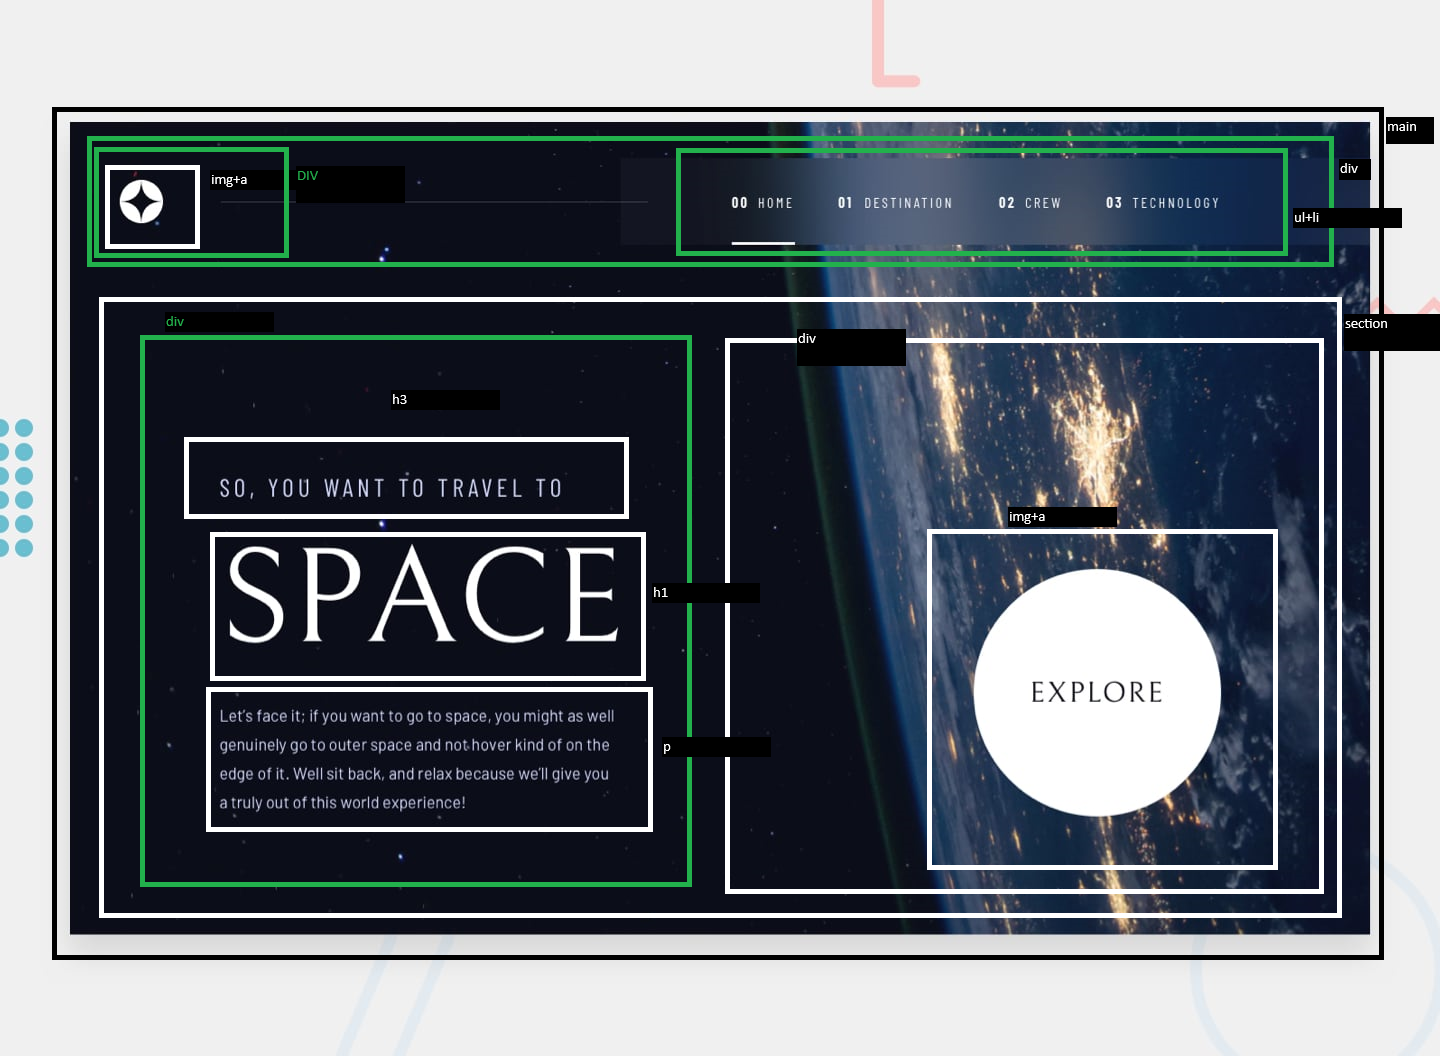 main
div
img+a
DIV
00 HOME
01 DESTINATION
02 CREW
03 TECHNOLOGY
ul+li
div
section
div
h3
SO, YOU WANT TO TRAVEL TO
img+a
SPACE
h1
EXPLORE
Let's face it; if you want to go to space, you might as well
genuinely go to outer space and not hover kind of on the
edge of it. Well sit back, and relax because we'll give you
a truly out of this world experience!
p